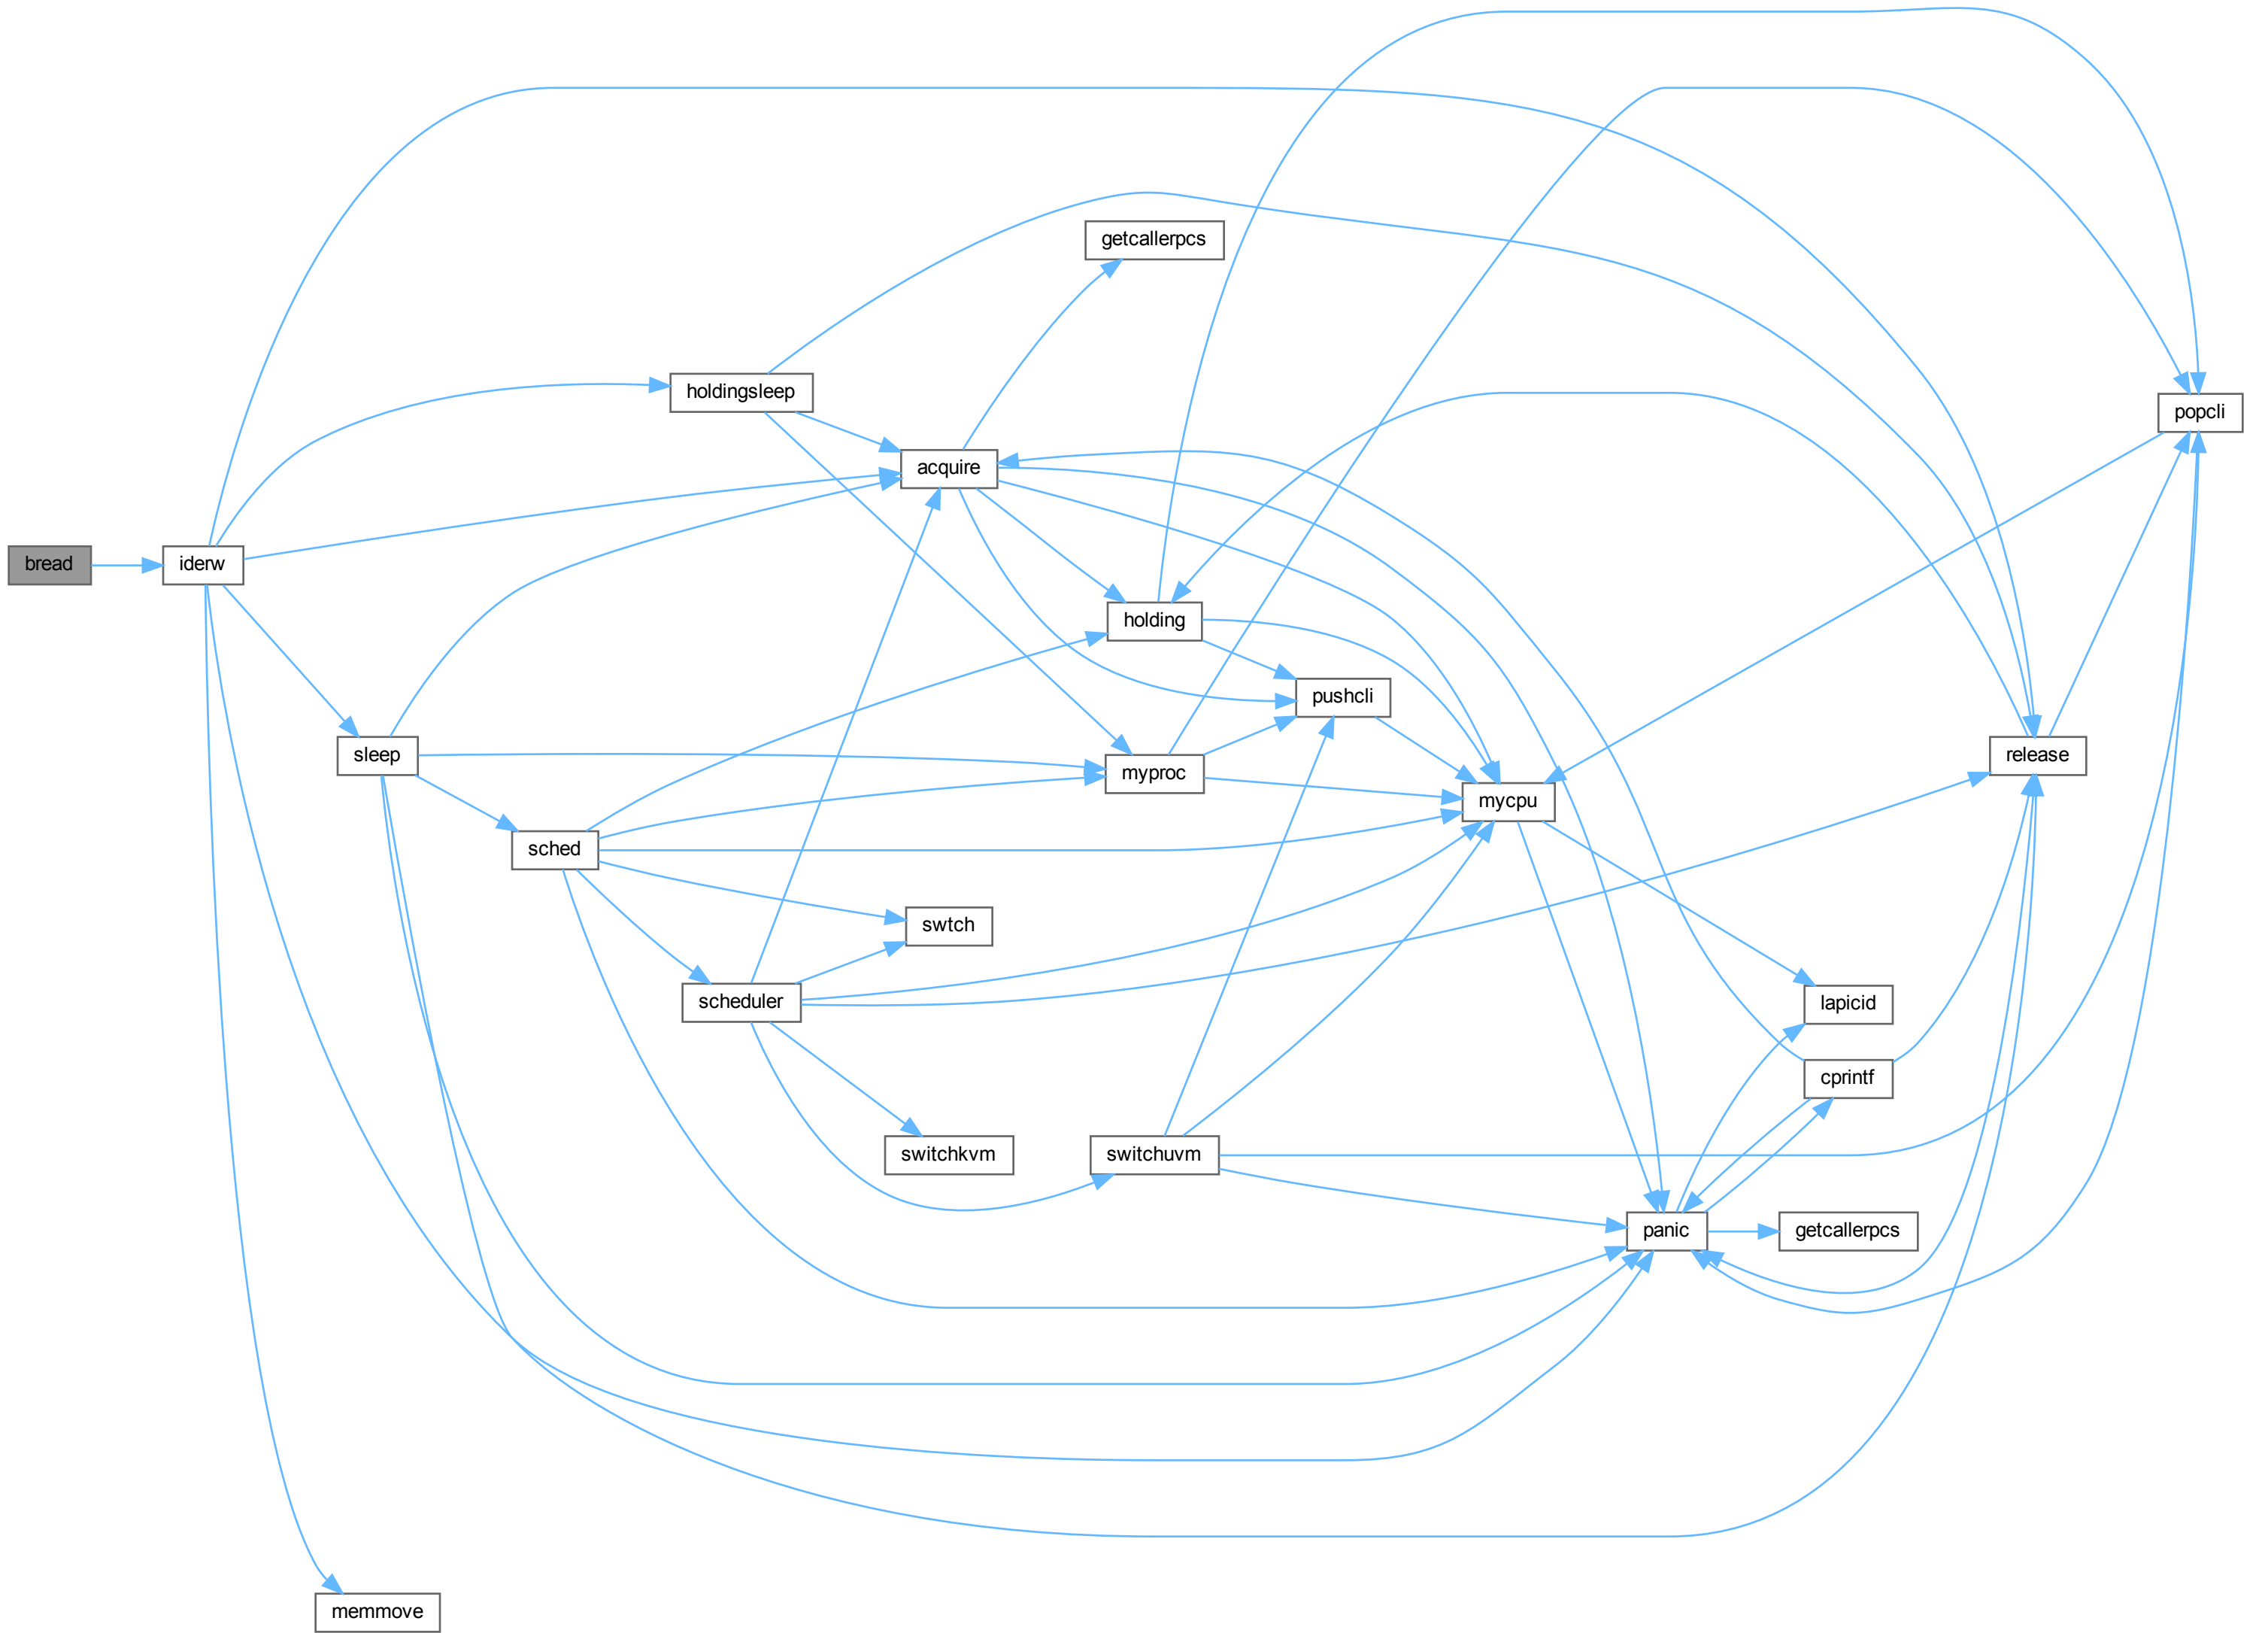 getcallerpcs
holdingsleep
popcli
acquire
bread
iderw
holding
pushcli
sleep
release
myproc
mycpu
sched
swtch
scheduler
lapicid
cprintf
switchkvm
switchuvm
panic
getcallerpcs
memmove